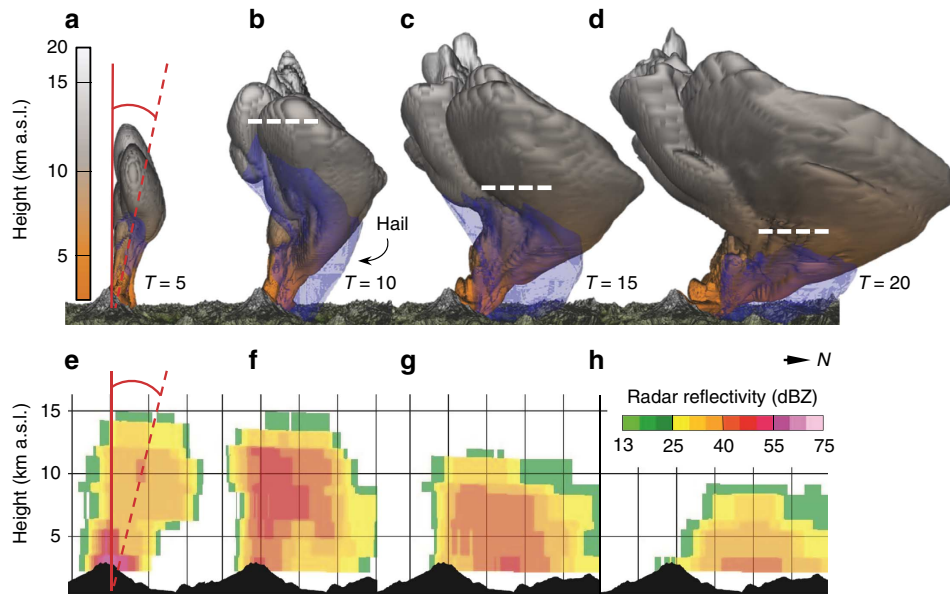 a
b
c
d
20
15
10
5
Height (km a.s.l.)
Hail
T = 5
T = 10
T = 15
T = 20
e
f
g
h
N
Radar reflectivity (dBZ)
13 25 40 55 75
15
10
5
Height (km a.s.l.)